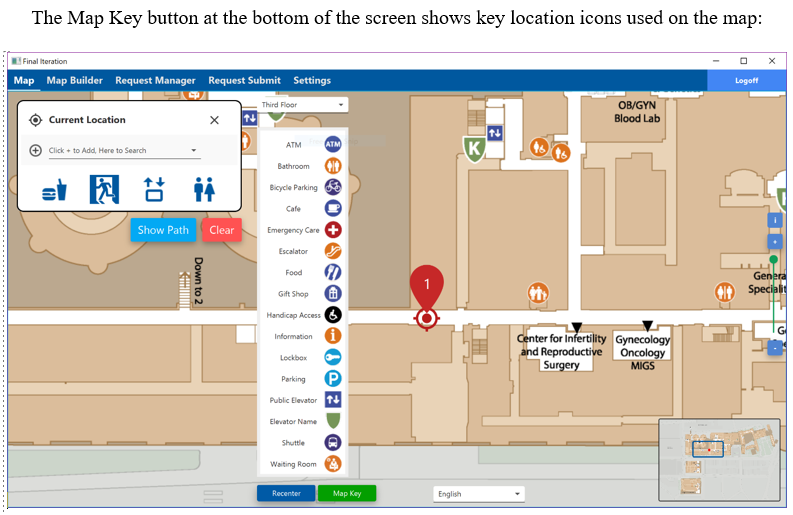 The Map Key button at the bottom of the screen shows key location icons used on the map:
Final Iteration
Map Map Builder Request Manager Request Submit Settings Logoff
Current Location
Click + to Add, Here to Search
Show Path Clear
Third Floor
ATM ATM
Bathroom
Bicycle Parking
Cafe
Emergency Care
Escalator
Food
Gift Shop
Handicap Access
Information i
Lockbox
Parking P
Public Elevator
Elevator Name
Shuttle
Waiting Room
Recenter Map Key
English
Down to 2
K
1
OB/GYN
Blood Lab
Center for Infertility
and Reproductive
Surgery
Gynecology
Oncology
MIGS
i
+
Genera
Specialit
-